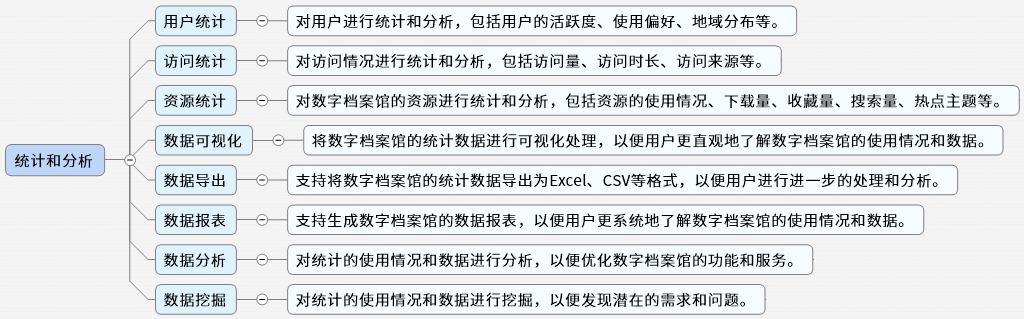 用户统计
对用户进行统计和分析，包括用户的活跃度、使用偏好、地域分布等。
访问统计
对访问情况进行统计和分析，包括访问量、访问时长、访问来源等。
资源统计
对数字档案馆的资源进行统计和分析，包括资源的使用情况、下载量、收藏量、搜索量、热点主题等。
数据可视化
将数字档案馆的统计数据进行可视化处理，以便用户更直观地了解数字档案馆的使用情况和数据。
统计和分析
数据导出
支持将数字档案馆的统计数据导出为Excel、CSV等格式，以便用户进行进一步的处理和分析。
数据报表
支持生成数字档案馆的数据报表，以便用户更系统地了解数字档案馆的使用情况和数据。
数据分析
对统计的使用情况和数据进行分析，以便优化数字档案馆的功能和服务。
数据挖掘
对统计的使用情况和数据进行挖掘，以便发现潜在的需求和问题。